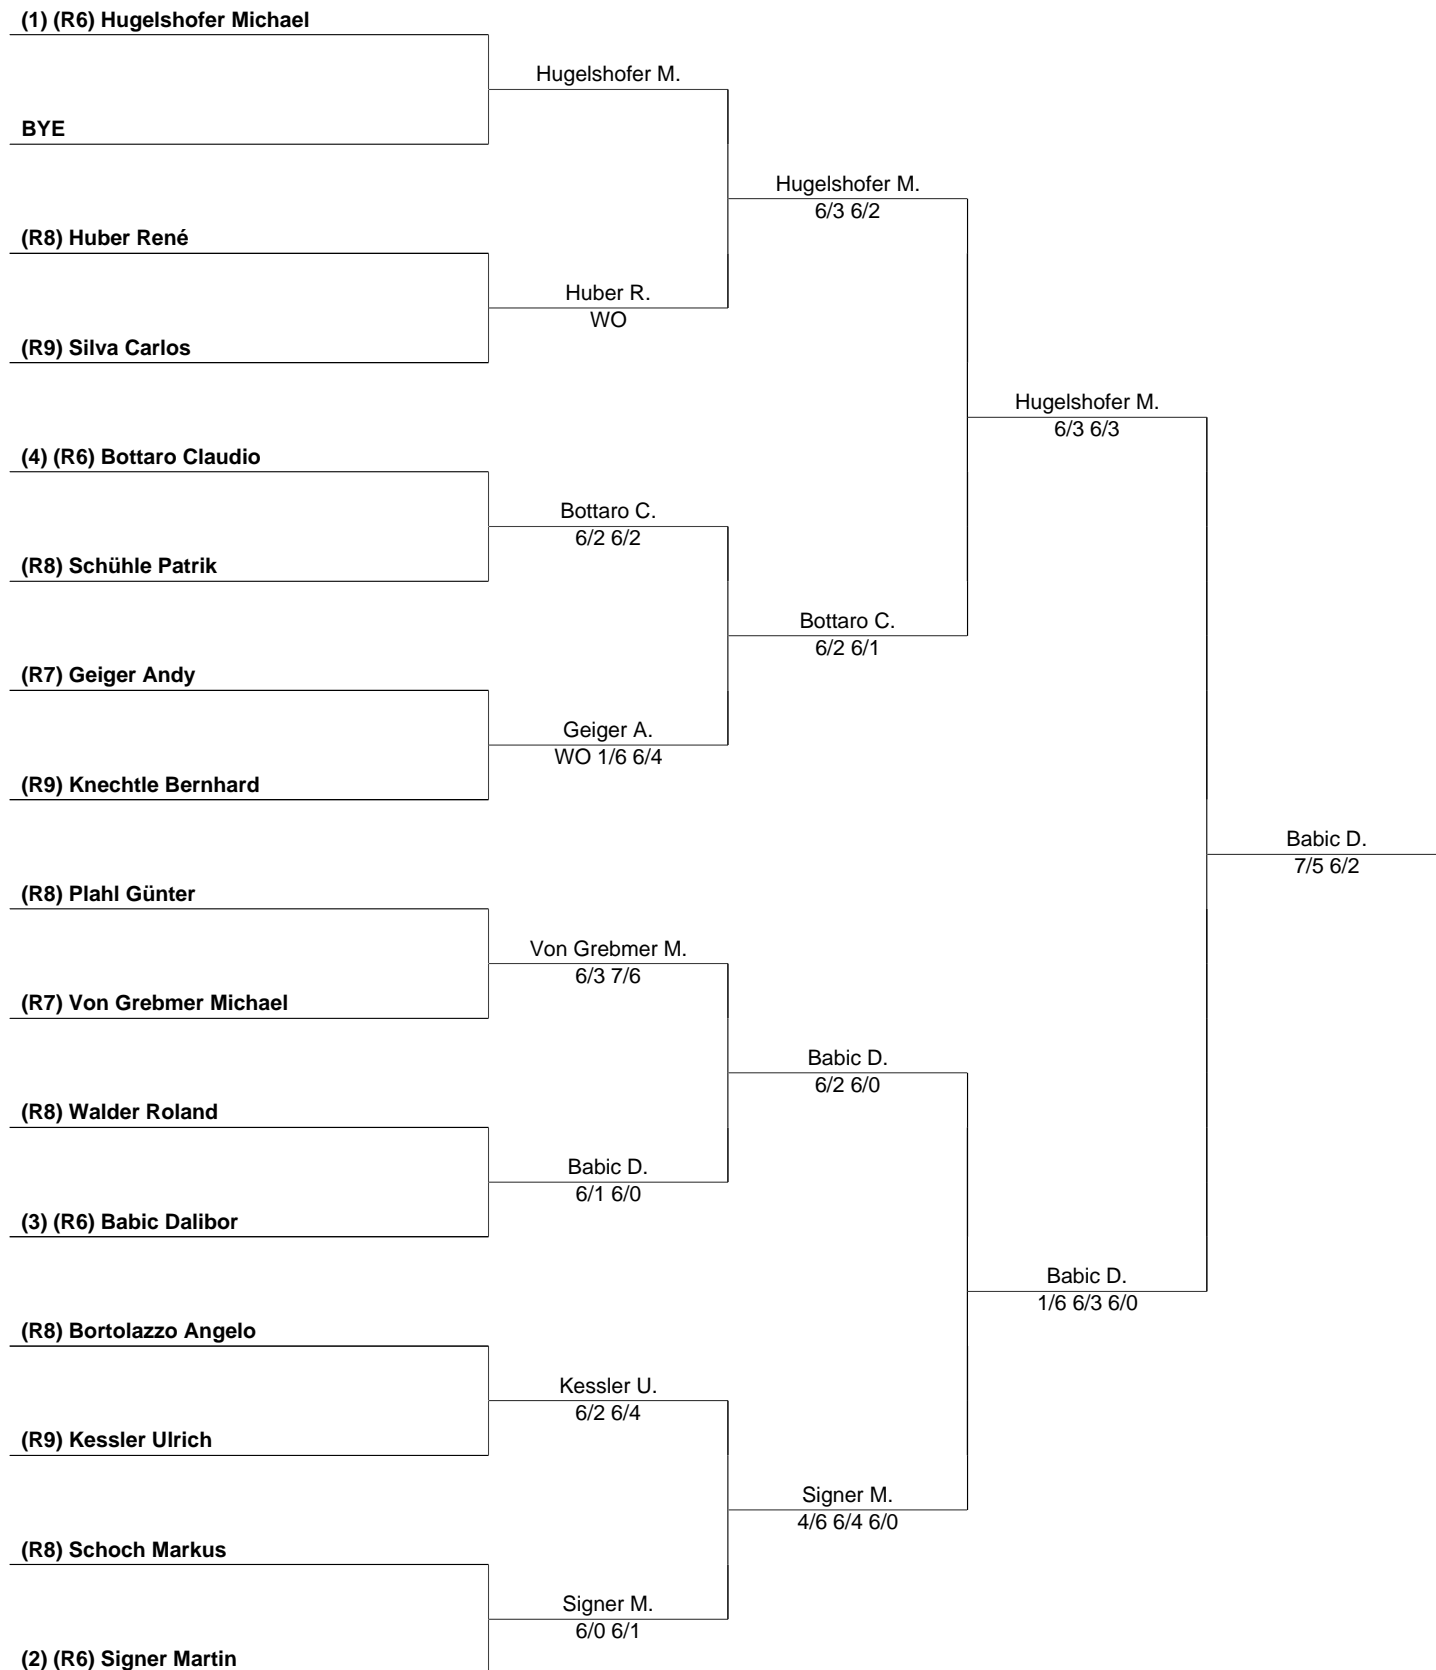 (1) (R6) Hugelshofer Michael
Hugelshofer M.
BYE
Hugelshofer M.
6/3 6/2
(R8) Huber René
Huber R.
WO
(R9) Silva Carlos
Hugelshofer M.
6/3 6/3
(4) (R6) Bottaro Claudio
Bottaro C.
6/2 6/2
(R8) Schühle Patrik
Bottaro C.
6/2 6/1
(R7) Geiger Andy
Geiger A.
WO 1/6 6/4
(R9) Knechtle Bernhard
Babic D.
7/5 6/2
(R8) Plahl Günter
Von Grebmer M.
6/3 7/6
(R7) Von Grebmer Michael
Babic D.
6/2 6/0
(R8) Walder Roland
Babic D.
6/1 6/0
(3) (R6) Babic Dalibor
Babic D.
1/6 6/3 6/0
(R8) Bortolazzo Angelo
Kessler U.
6/2 6/4
(R9) Kessler Ulrich
Signer M.
4/6 6/4 6/0
(R8) Schoch Markus
Signer M.
6/0 6/1
(2) (R6) Signer Martin